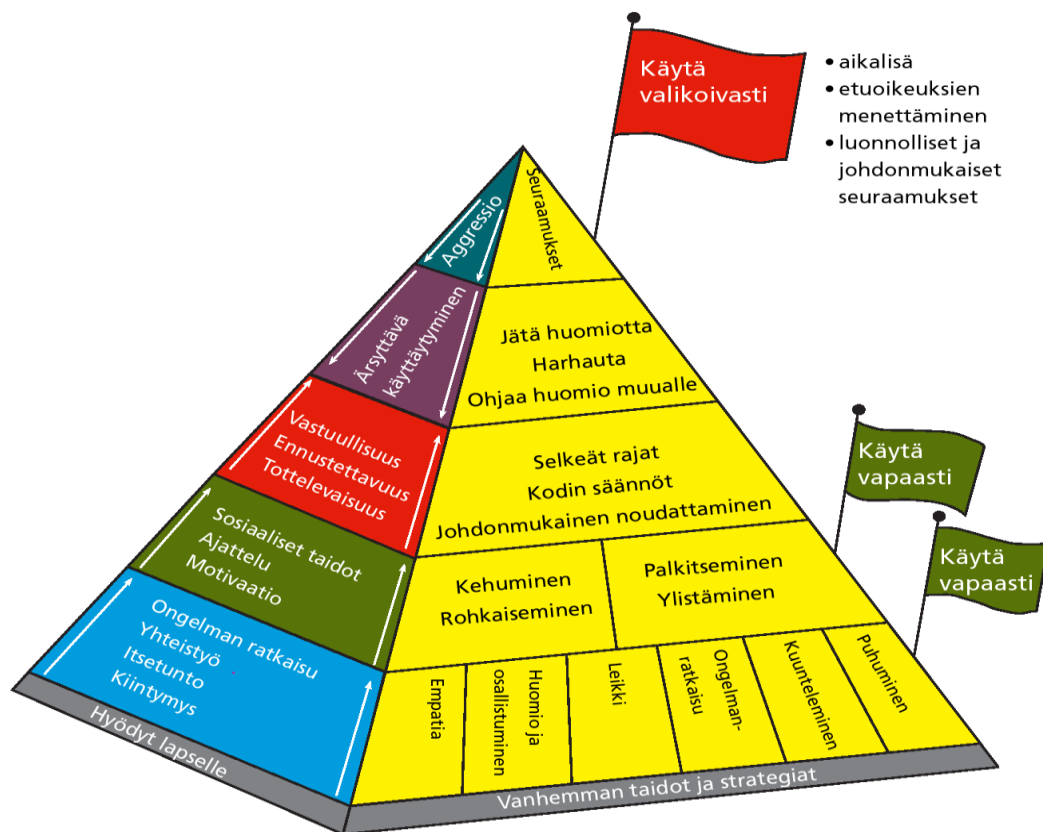 Käytä
valikoivasti
• aikalisä
• etuoikeuksien
menettäminen
• luonnolliset ja
johdonmukaiset
seuraamukset
Aggressio
Seuraamukset
Ärsyttävä
käyttäytyminen
Jätä huomiotta
Harhauta
Ohjaa huomio muualle
Vastuullisuus
Ennustettavuus
Tottelevaisuus
Selkeät rajat
Kodin säännöt
Johdonmukainen noudattaminen
Käytä
vapaasti
Sosiaaliset taidot
Ajattelu
Motivaatio
Kehuminen
Rohkaiseminen
Palkitseminen
Ylistäminen
Käytä
vapaasti
Ongelman ratkaisu
Yhteistyö
Itsetunto
Kiintymys
Empatia
Huomio ja
osallistuminen
Leikki
Ongelman-
ratkaisu
Kuunteleminen
Puhuminen
Hyödyt lapselle
Vanhemman taidot ja strategiat